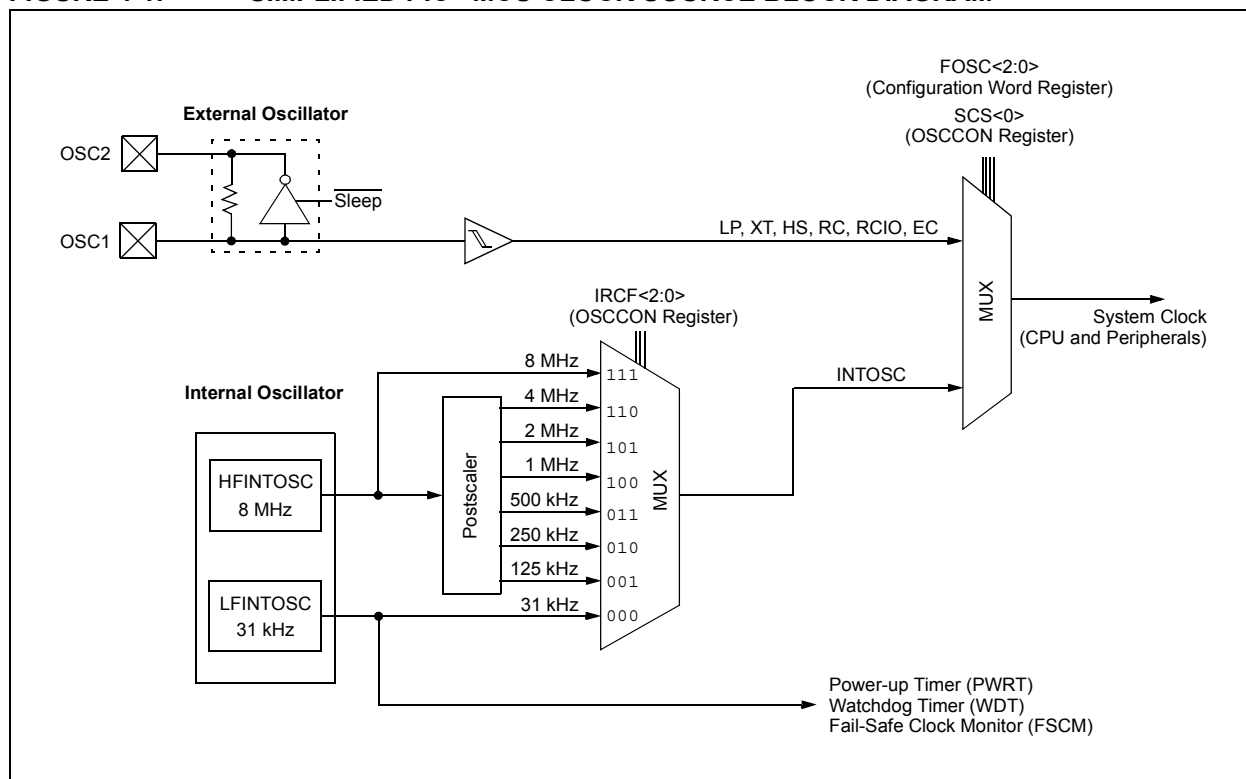 FOSC<2:0>
(Configuration Word Register)
SCS<0>
(OSCCON Register)
External Oscillator
OSC2
Sleep
OSC1
LP, XT, HS, RC, RCIO, EC
MUX
System Clock
(CPU and Peripherals)
IRCF<2:0>
(OSCCON Register)
INTOSC
Internal Oscillator
HFINTOSC
8 MHz
LFINTOSC
31 kHz
Postscaler
8 MHz
4 MHz
2 MHz
1 MHz
500 kHz
250 kHz
125 kHz
31 kHz
111
110
101
100
011
010
001
000
MUX
Power-up Timer (PWRT)
Watchdog Timer (WDT)
Fail-Safe Clock Monitor (FSCM)